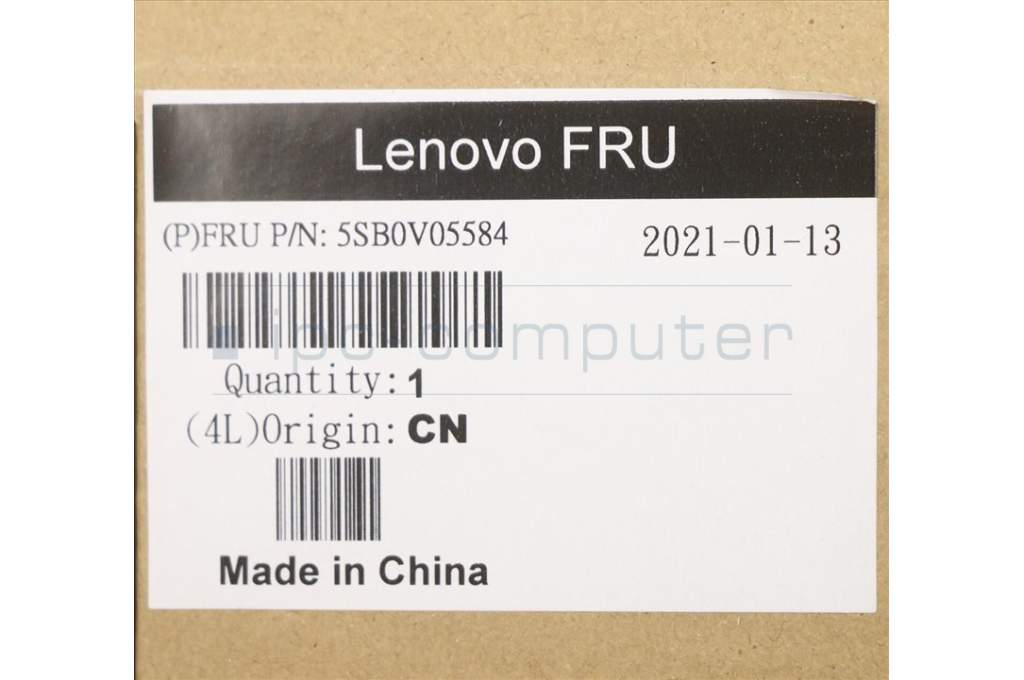 Lenovo FRU
(P)FRU P/N: 5SB0V05584
2021-01-13
ipc-computer
Quantity:1
(4L)Origin:CN
Made in China